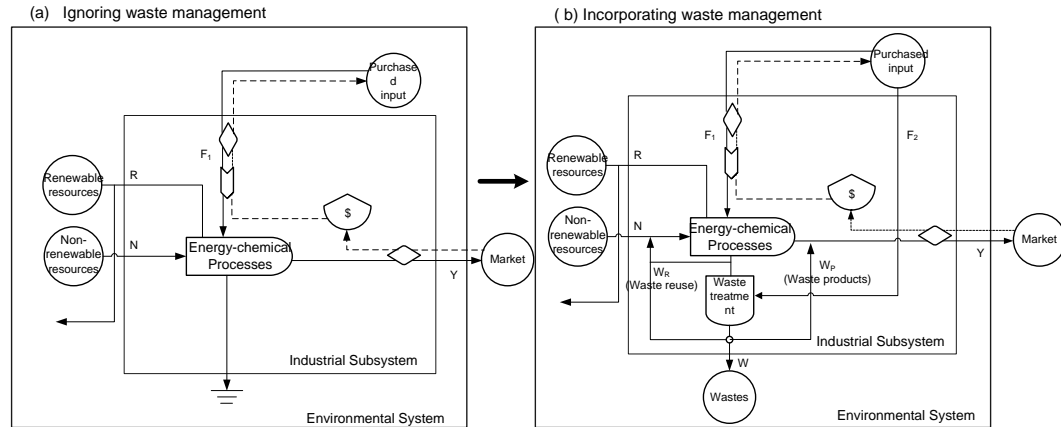 (a) Ignoring waste management
Purchase
d
input
F1
Renewable
resources
R
$
Non-
renewable
resources
N
Energy-chemical
Processes
Market
Y
Industrial Subsystem
Environmental System
( b) Incorporating waste management
Purchased
input
F1
F2
Renewable
resources
R
$
Non-
renewable
resources
N
Energy-chemical
Processes
Market
Y
WR
(Waste reuse)
WP
(Waste products)
Waste
treatme
nt
Industrial Subsystem
W
Wastes
Environmental System